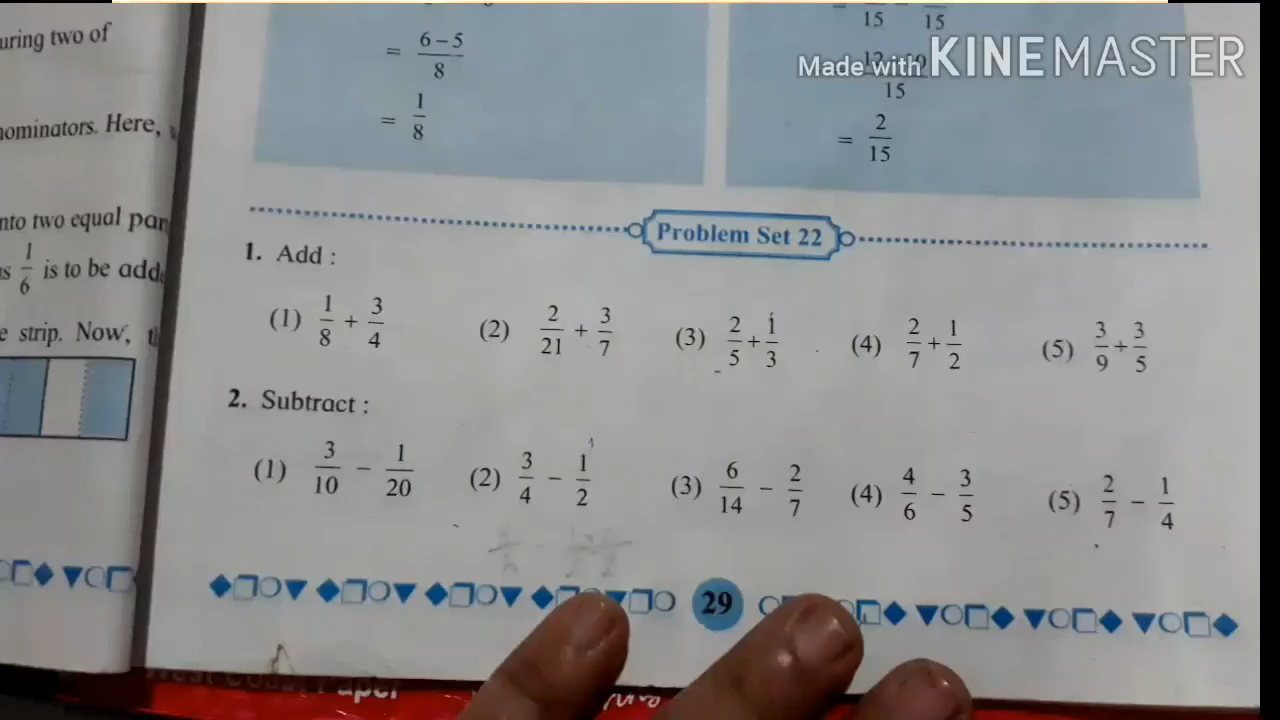 uring two of
nominators. Here,
nto two equal par
s 1/6 is to be add
e strip. Now, t
= (6 – 5)/8
= 1/8
15 15
15
= 2/15
Made with KINEMASTER
Problem Set 22
1. Add :
(1) 1/8 + 3/4 (2) 2/21 + 3/7 (3) 2/5 + 1/3 (4) 2/7 + 1/2 (5) 3/9 + 3/5
2. Subtract :
(1) 3/10 – 1/20 (2) 3/4 – 1/2 (3) 6/14 – 2/7 (4) 4/6 – 3/5 (5) 2/7 – 1/4
29
Paper